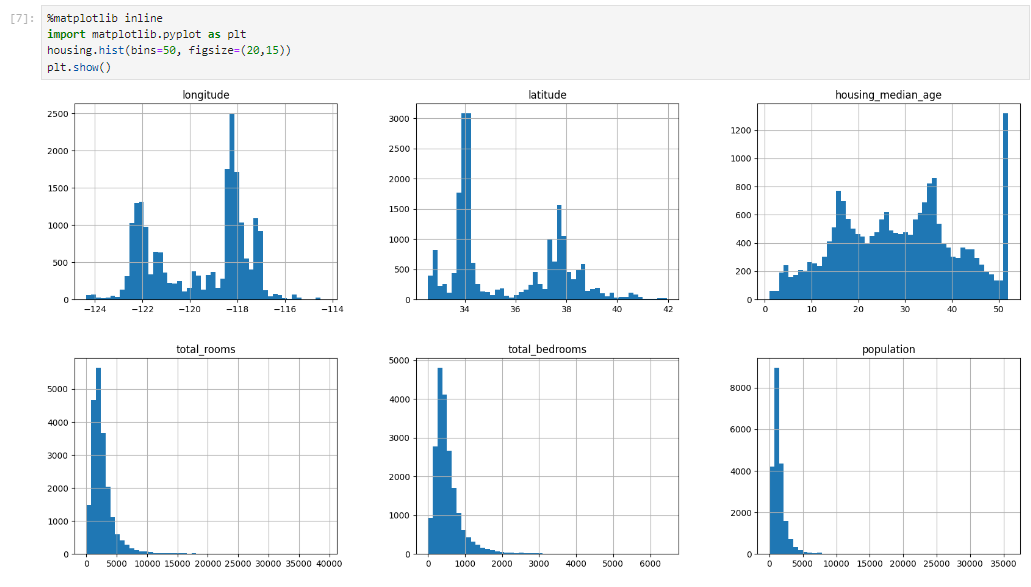 [7]: %matplotlib inline
import matplotlib.pyplot as plt
housing.hist(bins=50, figsize=(20,15))
plt.show()
longitude
2500
2000
1500
1000
500
0
−124 −122 −120 −118 −116 −114
latitude
3000
2500
2000
1500
1000
500
0
34 36 38 40 42
housing_median_age
1200
1000
800
600
400
200
0
0 10 20 30 40 50
total_rooms
5000
4000
3000
2000
1000
0
0 5000 10000 15000 20000 25000 30000 35000 40000
total_bedrooms
5000
4000
3000
2000
1000
0
0 1000 2000 3000 4000 5000 6000
population
8000
6000
4000
2000
0
0 5000 10000 15000 20000 25000 30000 35000